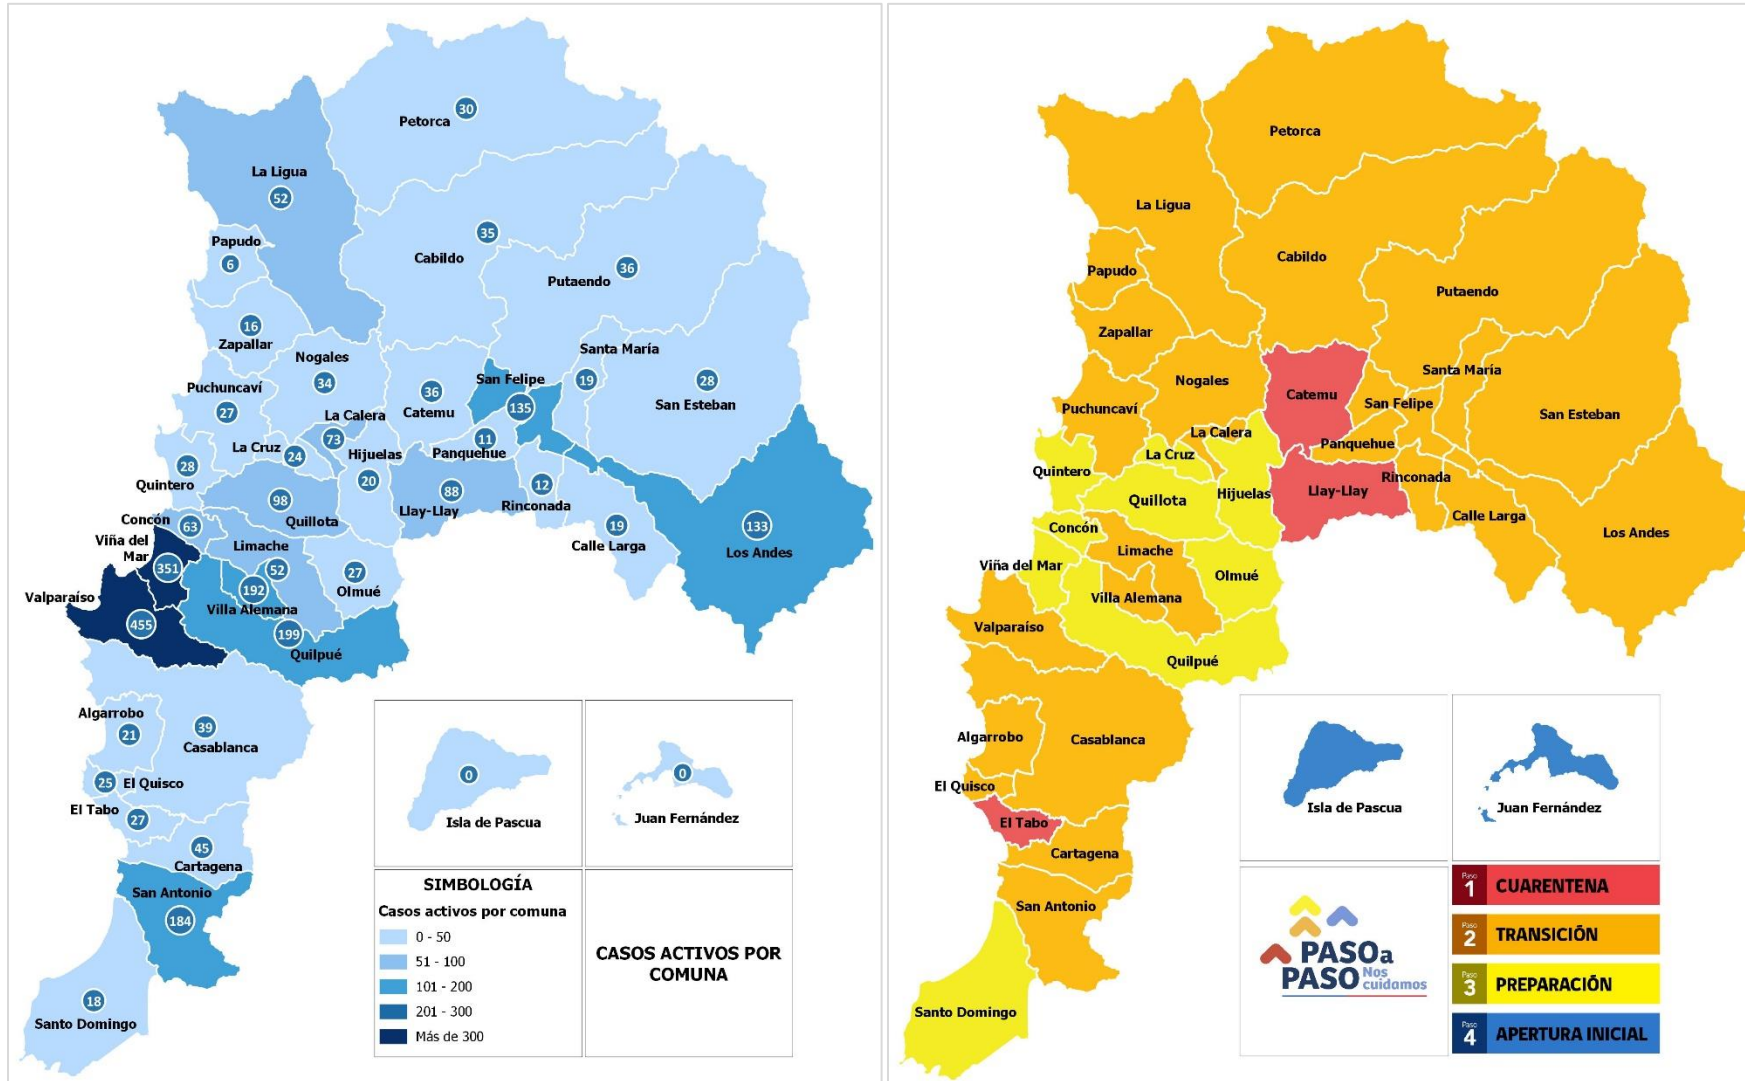 30
Petorca
La Ligua
52
Papudo
6
35
Cabildo
36
Putaendo
16
Zapallar
Nogales
34
Santa María
19
28
San Esteban
San Felipe
135
36
Catemu
Puchuncaví
27
La Calera
73
La Cruz
24
Hijuelas
20
11
Panquehue
28
Quintero
98
Quillota
88
Llay-Llay
12
Rinconada
19
Calle Larga
133
Los Andes
Concón
63
Viña del
Mar
351
Limache
52
192
Villa Alemana
27
Olmué
Valparaíso
455
199
Quilpué
Algarrobo
21
39
Casablanca
25
El Quisco
El Tabo
27
45
Cartagena
San Antonio
184
18
Santo Domingo
0
Isla de Pascua
0
Juan Fernández
SIMBOLOGÍA
Casos activos por comuna
0 - 50
51 - 100
101 - 200
201 - 300
Más de 300
CASOS ACTIVOS POR
COMUNA
Petorca
La Ligua
Papudo
Cabildo
Putaendo
Zapallar
Nogales
Catemu
Santa María
San Felipe
San Esteban
Puchuncaví
La Calera
Panquehue
La Cruz
Quintero
Hijuelas
Rinconada
Quillota
Llay-Llay
Calle Larga
Los Andes
Concón
Limache
Viña del Mar
Olmué
Villa Alemana
Valparaíso
Quilpué
Algarrobo
Casablanca
El Quisco
El Tabo
Cartagena
San Antonio
Santo Domingo
Isla de Pascua
Juan Fernández
PASO a
PASO Nos
cuidamos
Paso
1 CUARENTENA
Paso
2 TRANSICIÓN
Paso
3 PREPARACIÓN
Paso
4 APERTURA INICIAL